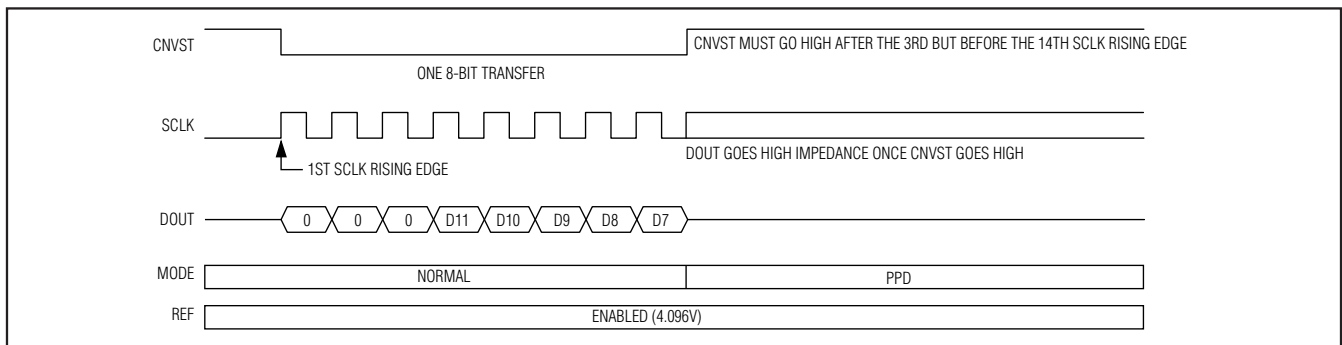 CNVST
CNVST MUST GO HIGH AFTER THE 3RD BUT BEFORE THE 14TH SCLK RISING EDGE
ONE 8-BIT TRANSFER
SCLK
DOUT GOES HIGH IMPEDANCE ONCE CNVST GOES HIGH
1ST SCLK RISING EDGE
DOUT
0 0 0 D11 D10 D9 D8 D7
MODE
NORMAL
PPD
REF
ENABLED (4.096V)